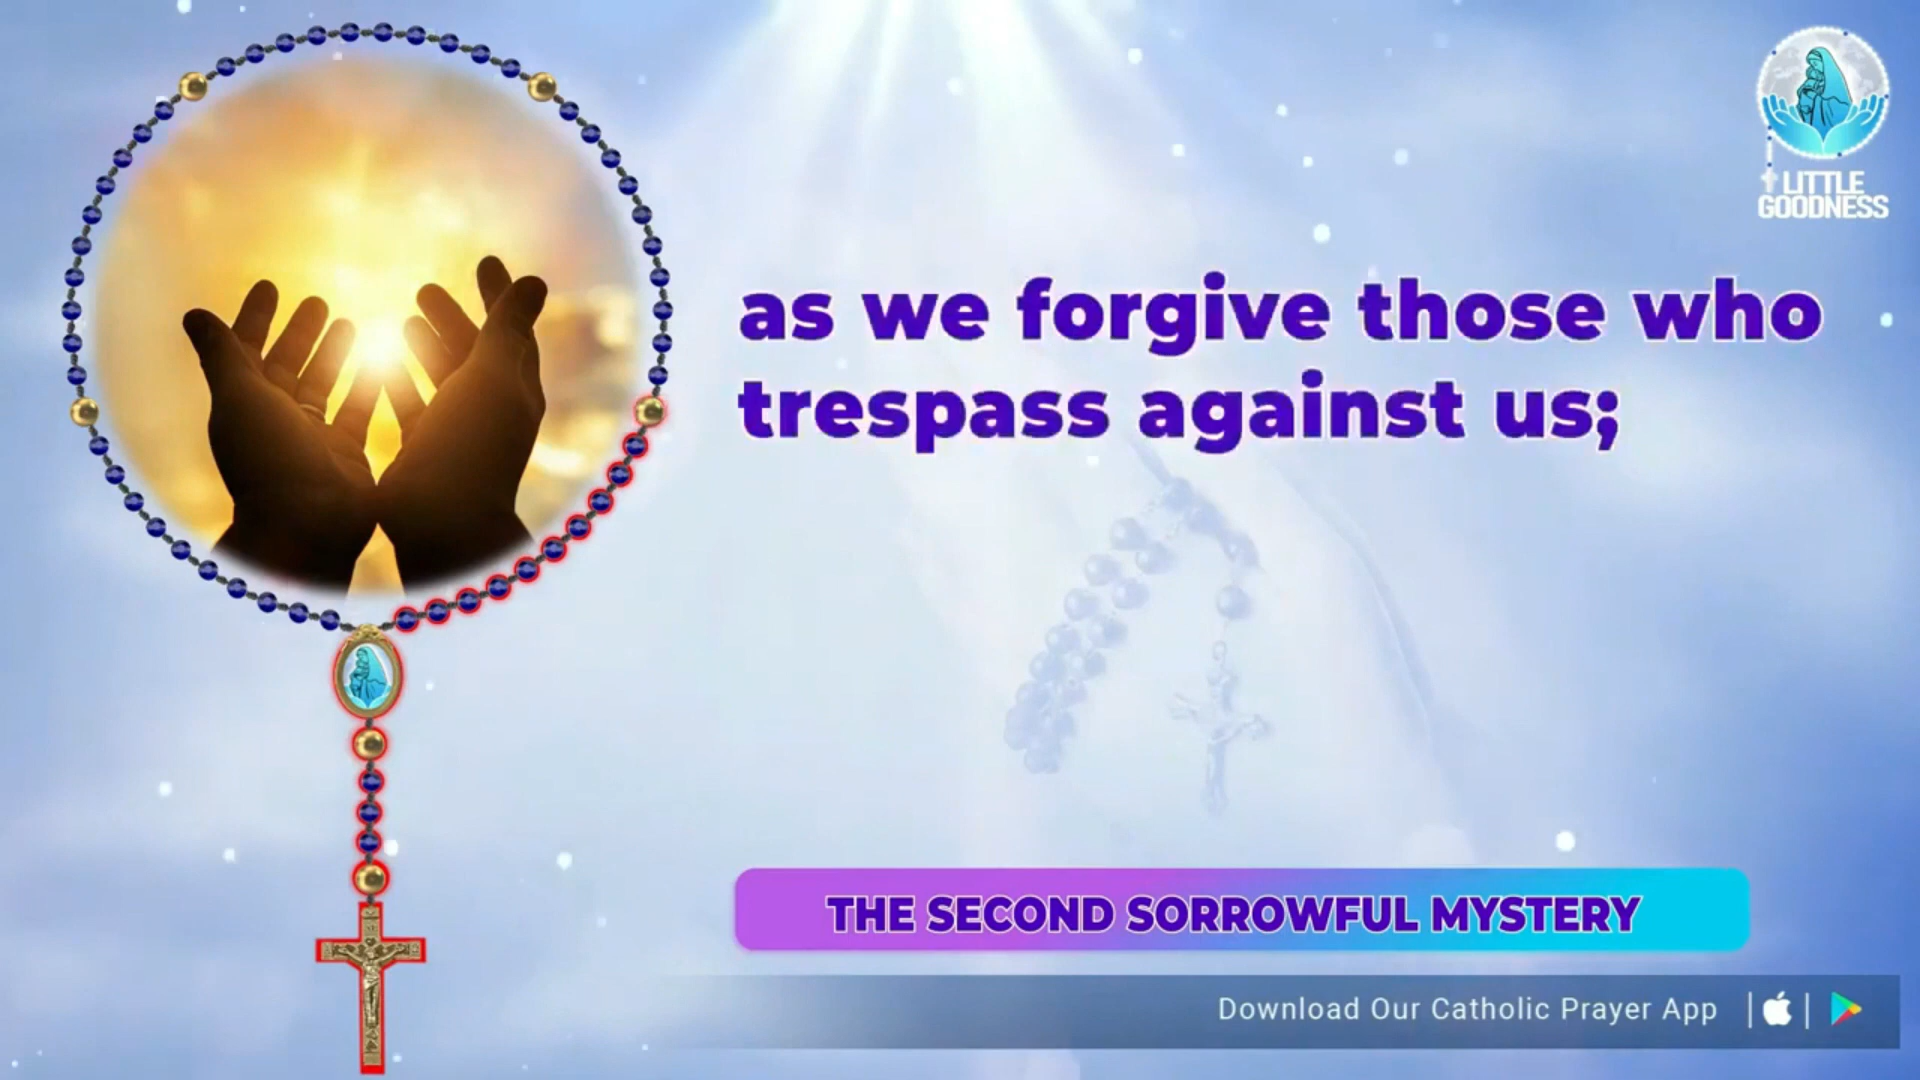 LITTLE
GOODNESS
as we forgive those who
trespass against us;
THE SECOND SORROWFUL MYSTERY
Download Our Catholic Prayer App